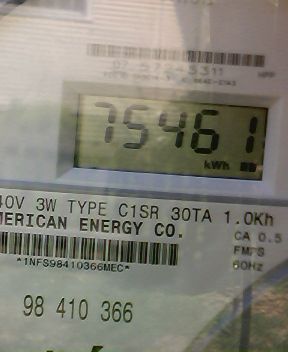 75461
kWh
40V 3W TYPE C1SR 30TA 1.0Kh
MERICAN ENERGY CO.
CA 0.5
FM7S
60Hz
*1NFS98410366MEC*
98 410 366